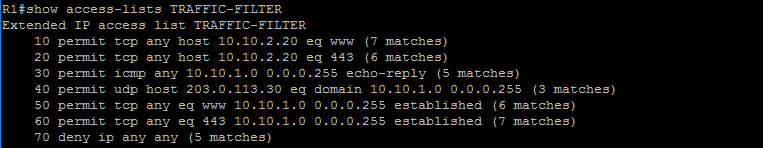 R1#show access-lists TRAFFIC-FILTER
Extended IP access list TRAFFIC-FILTER
10 permit tcp any host 10.10.2.20 eq www (7 matches)
20 permit tcp any host 10.10.2.20 eq 443 (6 matches)
30 permit icmp any 10.10.1.0 0.0.0.255 echo-reply (5 matches)
40 permit udp host 203.0.113.30 eq domain 10.10.1.0 0.0.0.255 (3 matches)
50 permit tcp any eq www 10.10.1.0 0.0.0.255 established (6 matches)
60 permit tcp any eq 443 10.10.1.0 0.0.0.255 established (7 matches)
70 deny ip any any (5 matches)